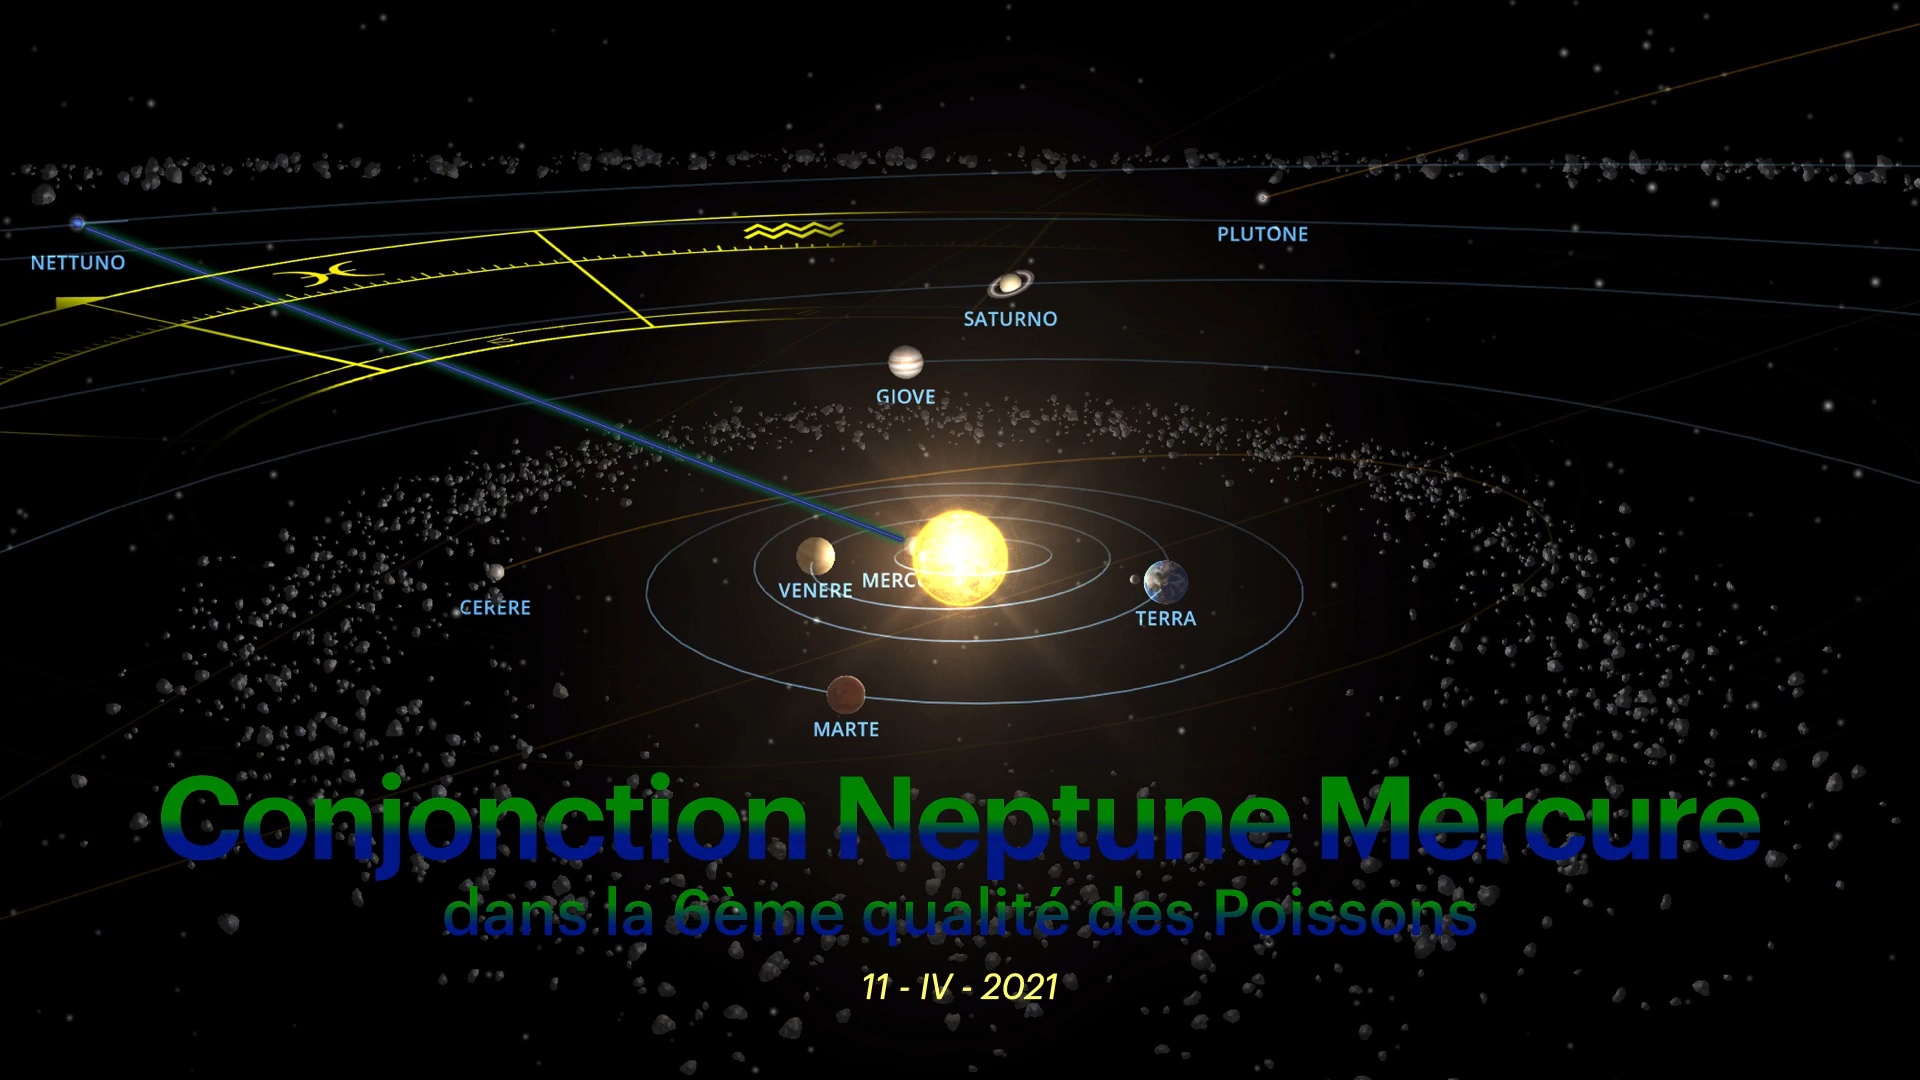 PLUTONE
NETTUNO
SATURNO
GIOVE
VENERE
CERERE
TERRA
MARTE
Conjonction Neptune Mercure
dans la 6ème qualité des Poissons
11 - IV - 2021